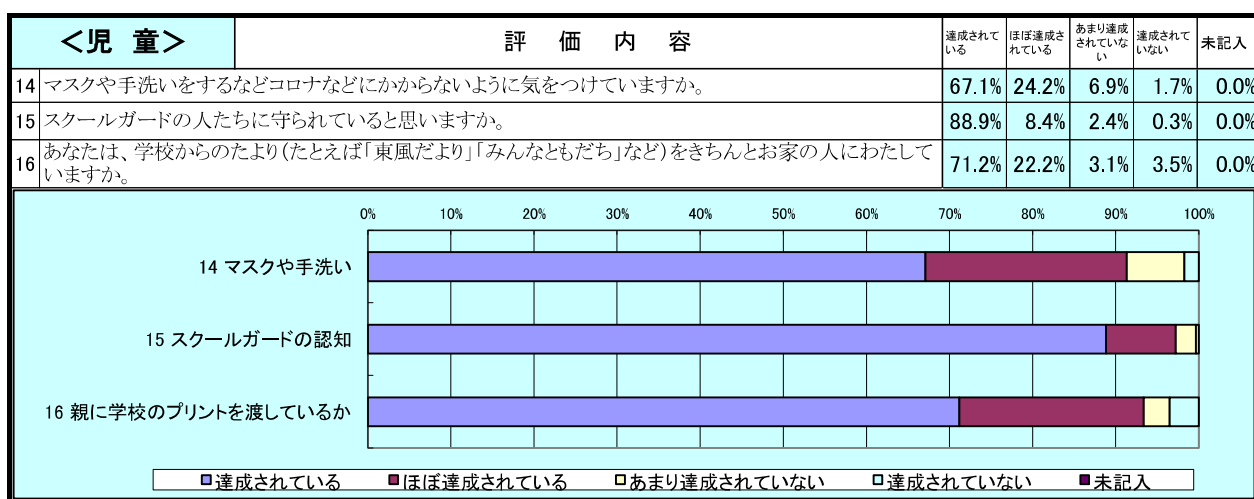 ＜児 童＞ 評 価 内 容 達成されている ほぼ達成されている あまり達成されていない 達成されていない 未記入
14 マスクや手洗いをするなどコロナなどにかからないように気をつけていますか。 67.1% 24.2% 6.9% 1.7% 0.0%
15 スクールガードの人たちに守られていると思いますか。 88.9% 8.4% 2.4% 0.3% 0.0%
16 あなたは、学校からのたより(たとえば「東風だより」「みんなともだち」など)をきちんとお家の人にわたして
いますか。 71.2% 22.2% 3.1% 3.5% 0.0%
0% 10% 20% 30% 40% 50% 60% 70% 80% 90% 100%
14 マスクや手洗い
15 スクールガードの認知
16 親に学校のプリントを渡しているか
達成されている ほぼ達成されている あまり達成されていない 達成されていない 未記入